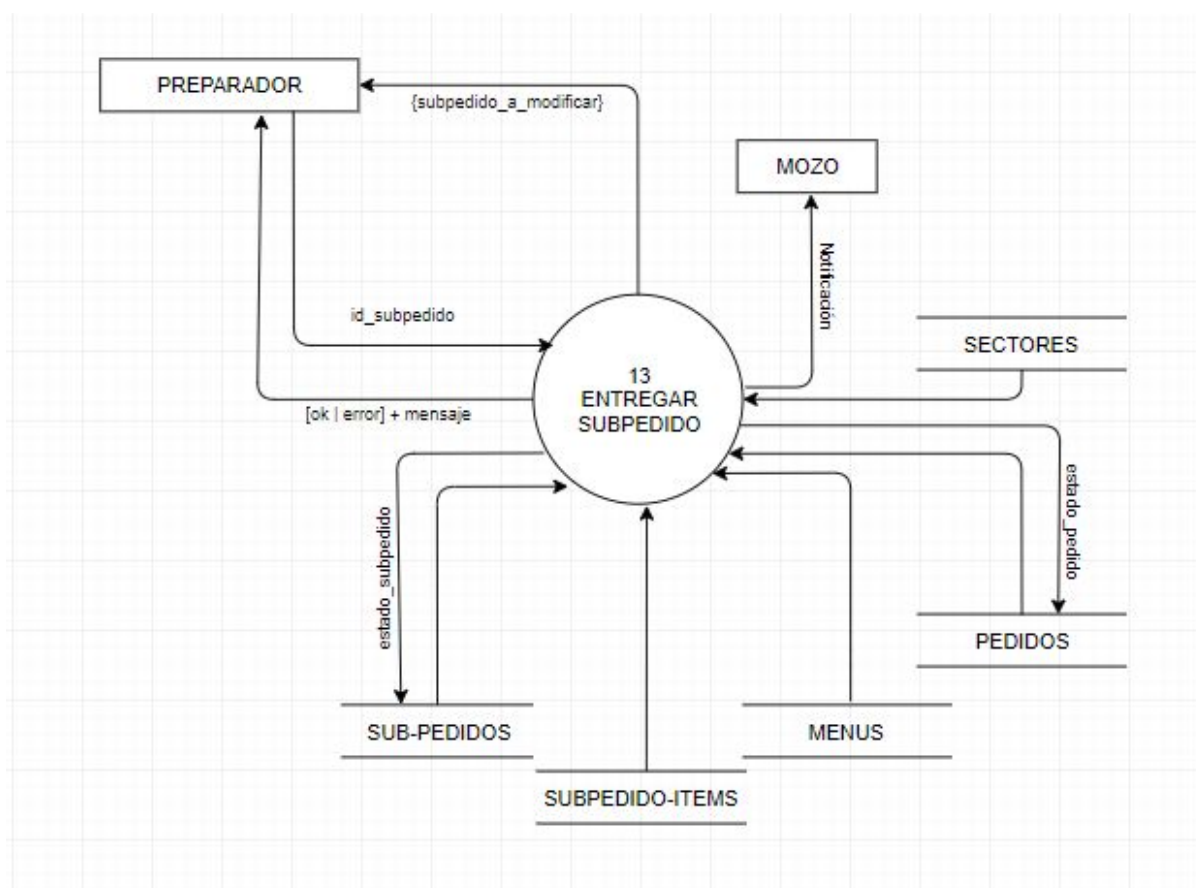 PREPARADOR
{subpedido_a_modificar}
MOZO
Notificación
id_subpedido
SECTORES
13
ENTREGAR
SUBPEDIDO
[ok | error] + mensaje
estado_subpedido
estado_pedido
PEDIDOS
SUB-PEDIDOS
MENUS
SUBPEDIDO-ITEMS